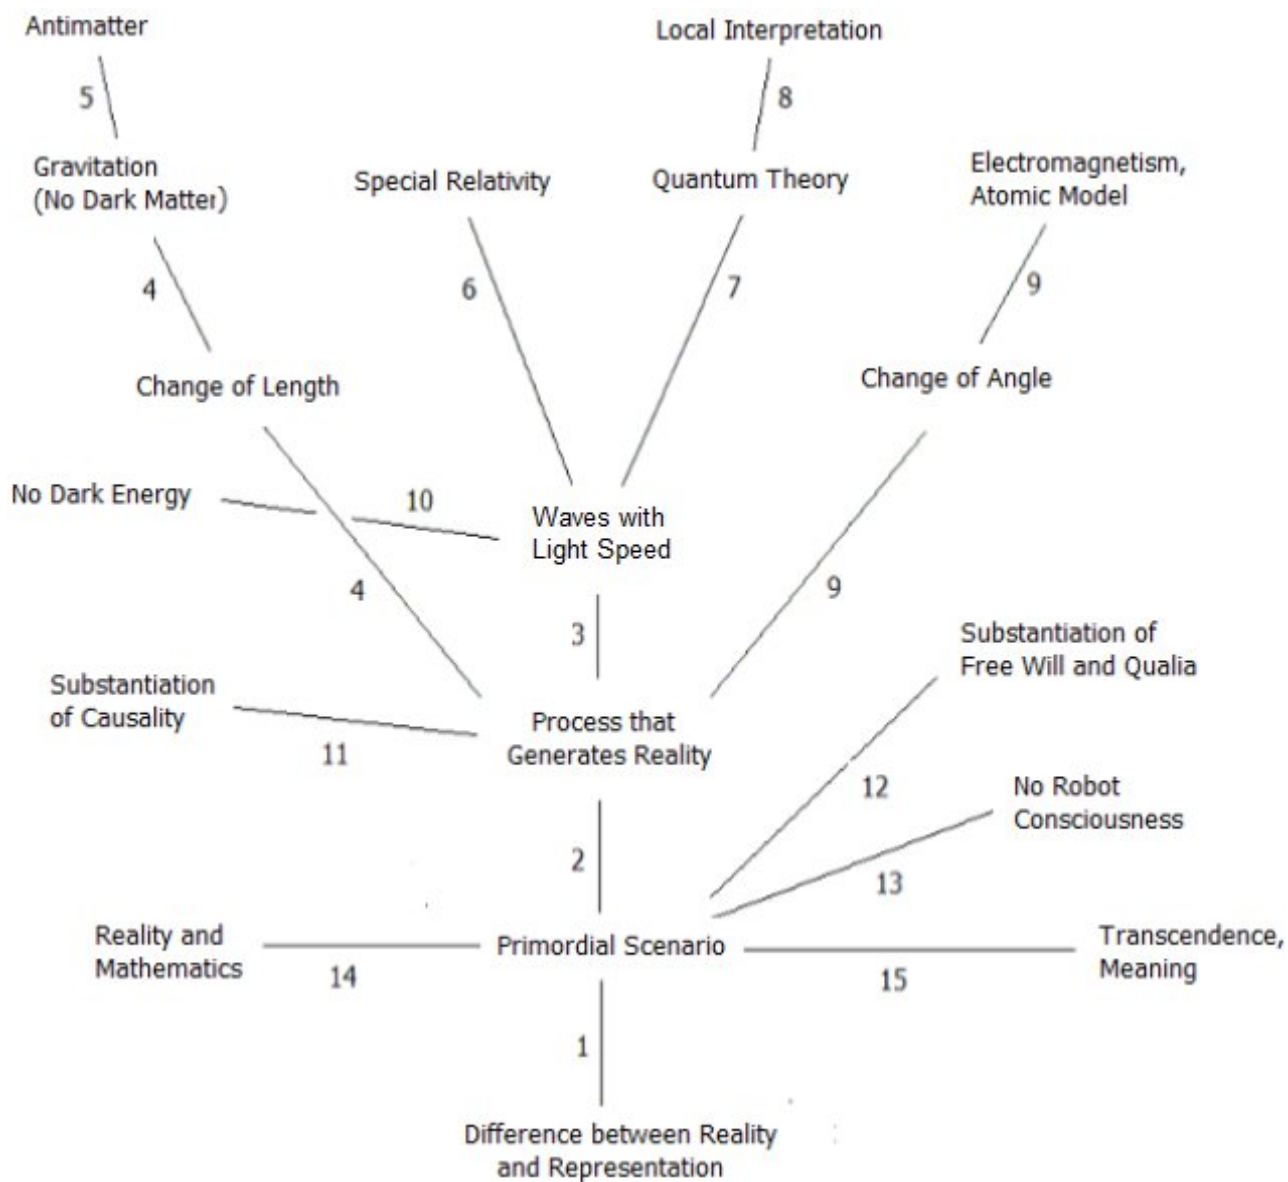 Antimatter
Local Interpretation
5
8
Gravitation
(No Dark Matter)
Special Relativity
Quantum Theory
Electromagnetism,
Atomic Model
4
6
7
9
Change of Length
Change of Angle
No Dark Energy
10
Waves with
Light Speed
4
9
3
Substantiation of
Free Will and Qualia
Substantiation
of Causality
11
Process that
Generates Reality
12
No Robot
Consciousness
2
13
Reality and
Mathematics
14
Primordial Scenario
15
Transcendence,
Meaning
1
Difference between Reality
and Representation